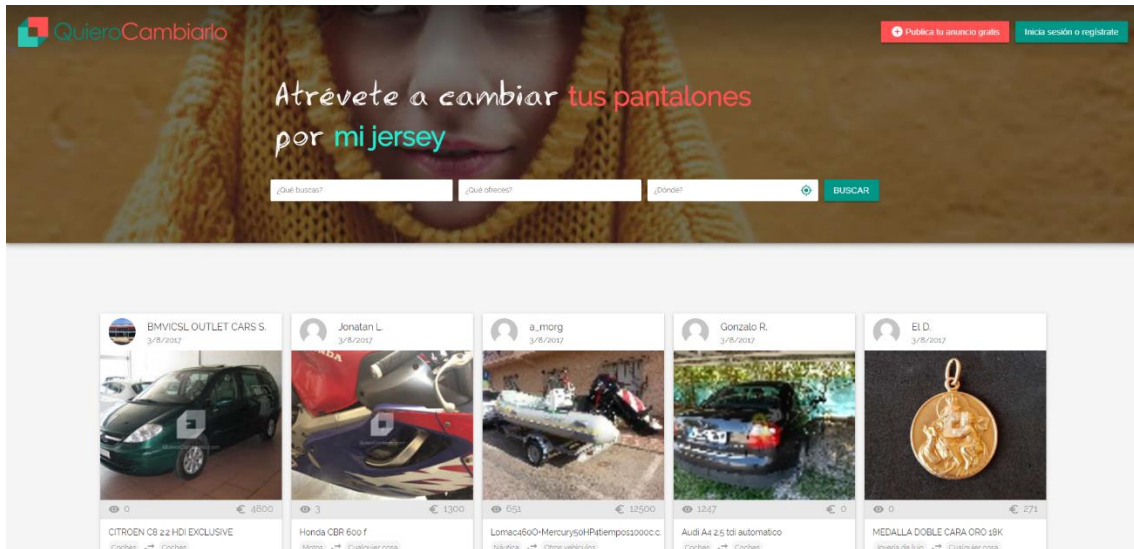 QuieroCambiarlo
Publica tu anuncio gratis
Inicia sesión o regístrate
Atrévete a cambiar tus pantalones
por mi jersey
¿Qué buscas?
¿Qué ofreces?
¿Dónde?
BUSCAR
BMVICSL OUTLET CARS S.
3/8/2017
Jonatan L.
3/8/2017
a_morg
3/8/2017
Gonzalo R.
3/8/2017
El D.
3/8/2017
0 € 4800
3 € 1300
651 € 12500
1247 € 0
0 € 271
CITROEN C8 2.2 HDI EXCLUSIVE
Honda CBR 600 f
Lomac460O+Mercury50HP4tiempos1000c.c.
Audi A4 2.5 tdi automatico
MEDALLA DOBLE CARA ORO 18K
Coches → Coches
Motos → Cualquier cosa
Náutica → Otros vehículos
Coches → Coches
Joyería de lujo → Cualquier cosa